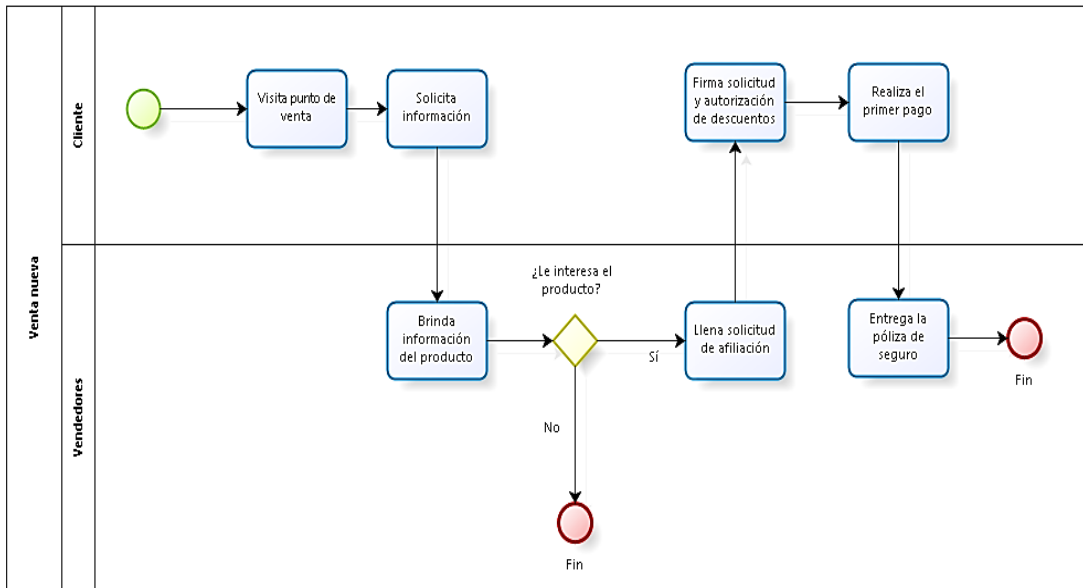 Venta nueva
Cliente
Visita punto de
venta
Solicita
información
Firma solicitud
y autorización
de descuentos
Realiza el
primer pago
Vendedores
Brinda
información
del producto
¿Le interesa el
producto?
Sí
No
Fin
Llena solicitud
de afiliación
Entrega la
póliza de
seguro
Fin